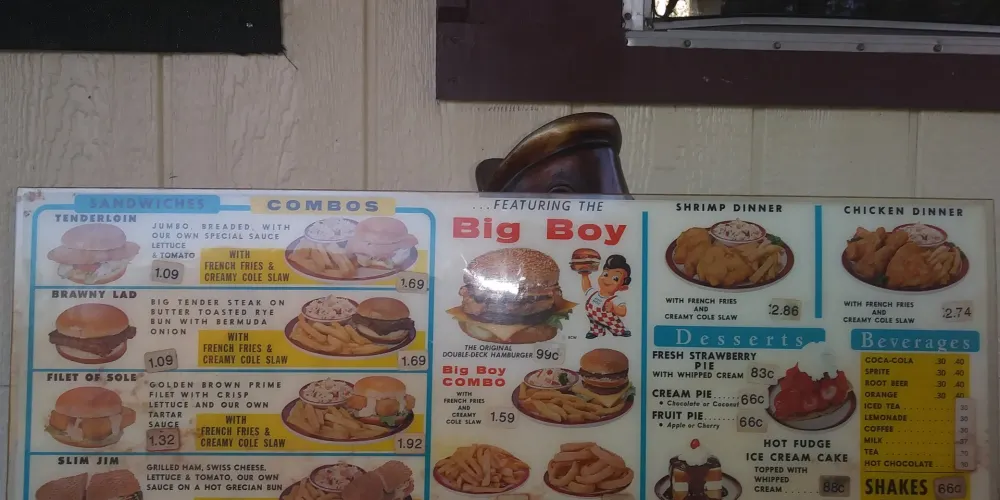 SANDWICHES
COMBOS
TENDERLOIN
JUMBO, BREADED, WITH
OUR OWN SPECIAL SAUCE
LETTUCE
& TOMATO
1.09
WITH
FRENCH FRIES &
CREAMY COLE SLAW
1.69
BRAWNY LAD
BIG TENDER STEAK ON
BUTTER TOASTED RYE
BUN WITH BERMUDA
ONION
1.09
WITH
FRENCH FRIES &
CREAMY COLE SLAW
1.69
FILET OF SOLE
GOLDEN BROWN PRIME
FILET WITH CRISP
LETTUCE AND OUR OWN
TARTAR
SAUCE
1.32
WITH
FRENCH FRIES &
CREAMY COLE SLAW
1.92
SLIM JIM
GRILLED HAM, SWISS CHEESE,
LETTUCE & TOMATO, OUR OWN
SAUCE ON A HOT GRECIAN BUN
...FEATURING THE
Big Boy
THE ORIGINAL
DOUBLE-DECK HAMBURGER 99c
Big Boy
COMBO
WITH
FRENCH FRIES
AND
CREAMY
COLE SLAW
1.59
SHRIMP DINNER
WITH FRENCH FRIES
AND
CREAMY COLE SLAW
2.86
CHICKEN DINNER
WITH FRENCH FRIES
AND
CREAMY COLE SLAW
2.74
Desserts
FRESH STRAWBERRY
PIE
WITH WHIPPED CREAM 83c
CREAM PIE 66c
• Chocolate or Coconut
FRUIT PIE.... 66c
• Apple or Cherry
HOT FUDGE
ICE CREAM CAKE
TOPPED WITH
WHIPPED
CREAM ...... 88c
Beverages
COCA-COLA .30 .40
SPRITE .30 .40
ROOT BEER .30 .40
ORANGE .30 .40
ICED TEA
LEMONADE
COFFEE
MILK
TEA
HOT CHOCOLATE
SHAKES 66c